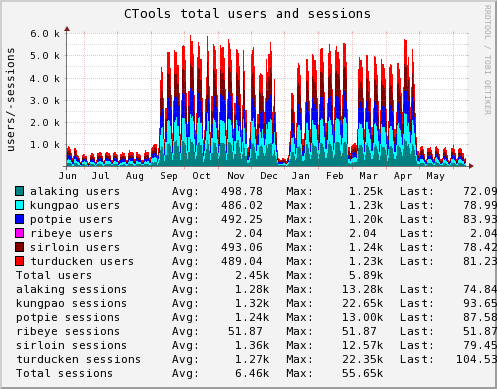 CTools total users and sessions
RRDTOOL / TOBI OETIKER
users/-sessions
6.0 k
5.0 k
4.0 k
3.0 k
2.0 k
1.0 k
Jun Jul Aug Sep Oct Nov Dec Jan Feb Mar Apr May
alaking users Avg: 498.78 Max: 1.25k Last: 72.09
kungpao users Avg: 486.02 Max: 1.23k Last: 78.99
potpie users Avg: 492.25 Max: 1.20k Last: 83.93
ribeye users Avg: 2.04 Max: 2.04 Last: 2.04
sirloin users Avg: 493.06 Max: 1.24k Last: 78.42
turducken users Avg: 489.04 Max: 1.23k Last: 81.23
Total users Avg: 2.45k Max: 5.89k
alaking sessions Avg: 1.28k Max: 13.28k Last: 74.84
kungpao sessions Avg: 1.32k Max: 22.65k Last: 93.65
potpie sessions Avg: 1.24k Max: 13.00k Last: 87.58
ribeye sessions Avg: 51.87 Max: 51.87 Last: 51.87
sirloin sessions Avg: 1.36k Max: 12.57k Last: 79.45
turducken sessions Avg: 1.27k Max: 22.35k Last: 104.53
Total sessions Avg: 6.46k Max: 55.65k